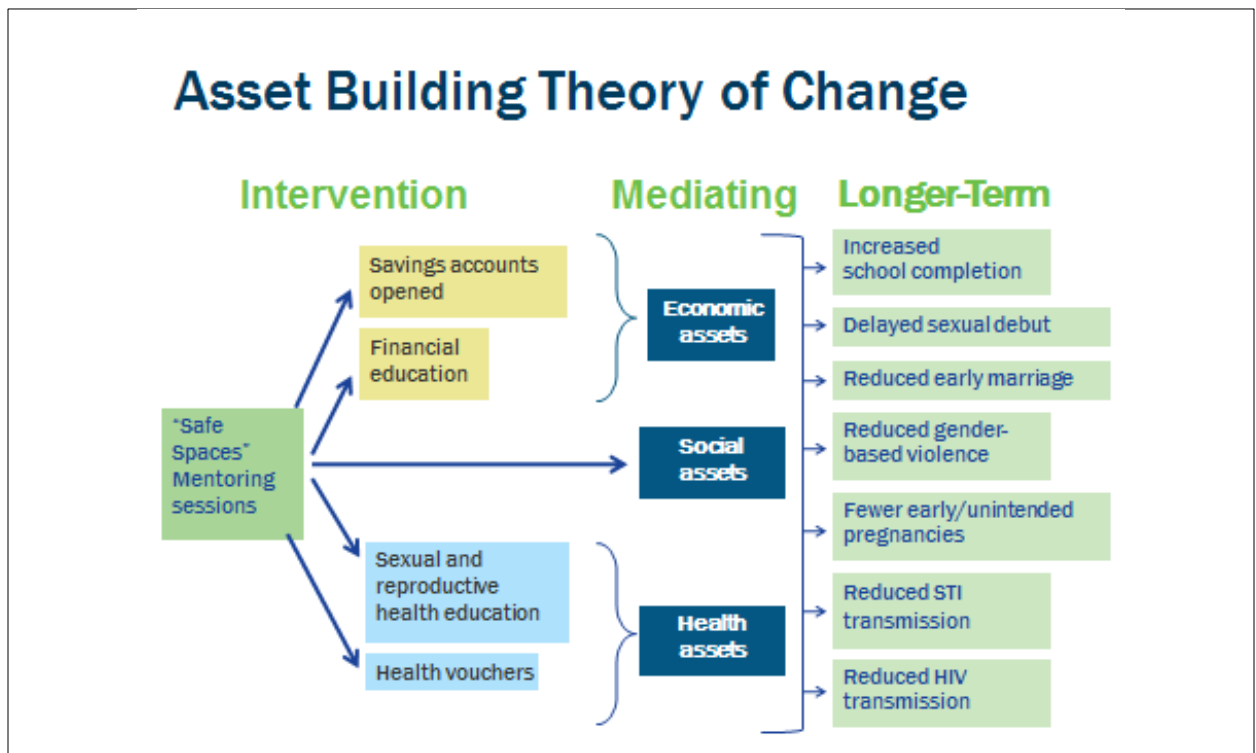 Asset Building Theory of Change
Intervention
Mediating
Longer-Term
Savings accounts
opened
Financial
education
"Safe
Spaces"
Mentoring
sessions
Sexual and
reproductive
health education
Health vouchers
Economic
assets
Social
assets
Health
assets
Increased
school completion
Delayed sexual debut
Reduced early marriage
Reduced gender-
based violence
Fewer early/unintended
pregnancies
Reduced STI
transmission
Reduced HIV
transmission